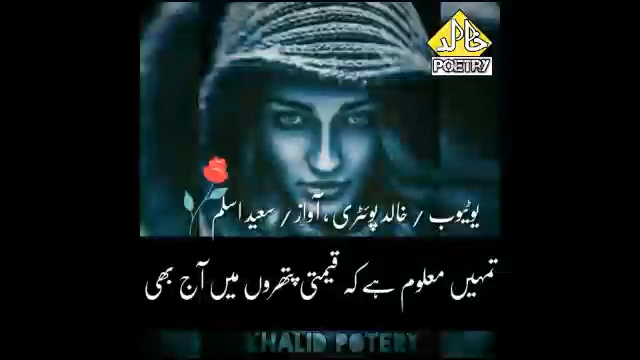 خالد
POETRY
یوٹیوب / خالد پوئٹری ، آواز / سعید اسلم
تمہیں معلوم ہے کہ قیمتی پتھروں میں آج بھی
KHALID POTERY